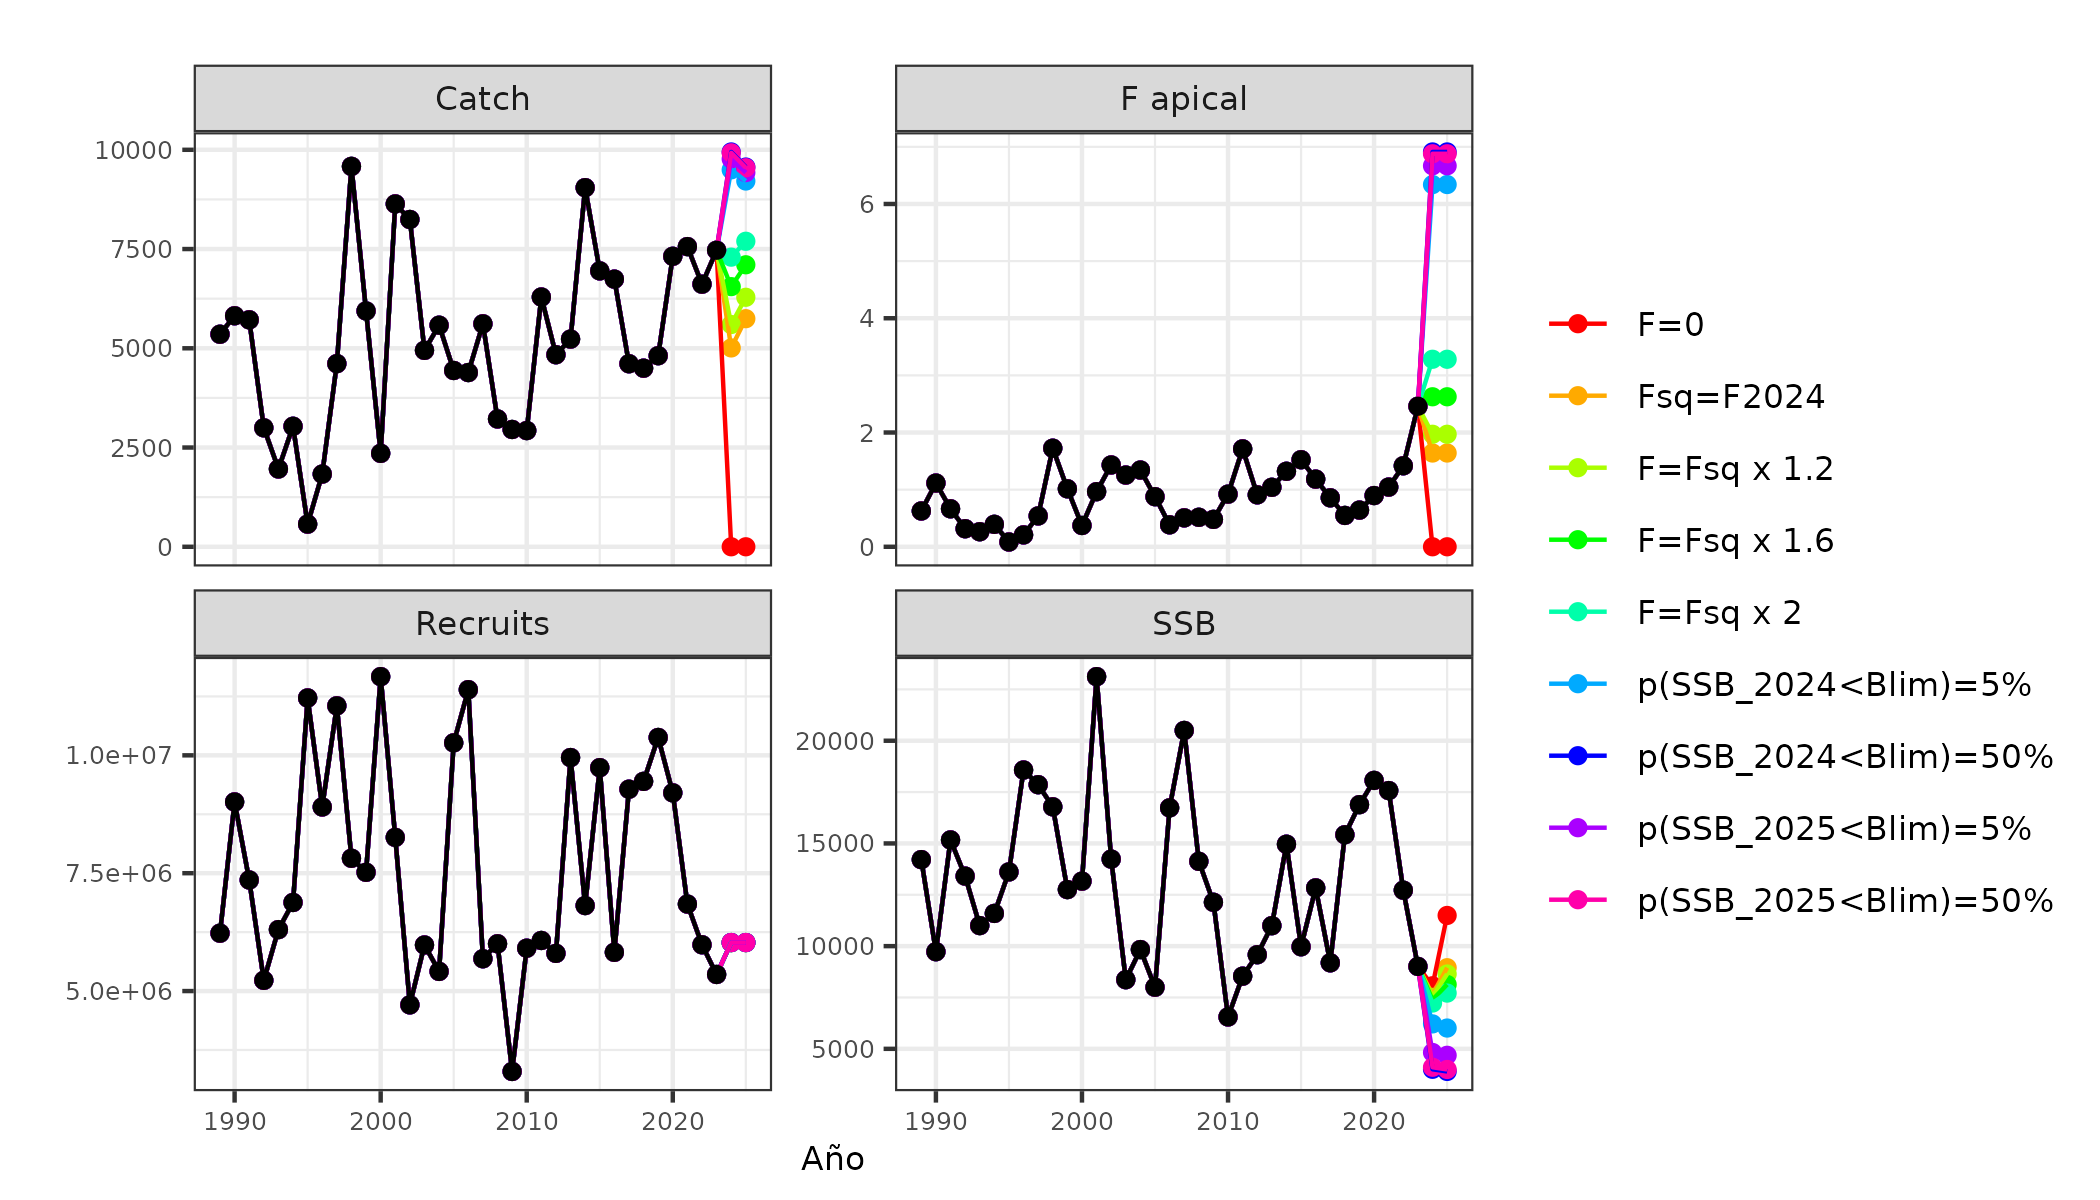 Catch
F apical
10000
7500
5000
2500
0
6
4
2
0
Recruits
SSB
1.0e+07
7.5e+06
5.0e+06
20000
15000
10000
5000
1990 2000 2010 2020
1990 2000 2010 2020
Año
F=0
Fsq=F2024
F=Fsq x 1.2
F=Fsq x 1.6
F=Fsq x 2
p(SSB_2024<Blim)=5%
p(SSB_2024<Blim)=50%
p(SSB_2025<Blim)=5%
p(SSB_2025<Blim)=50%